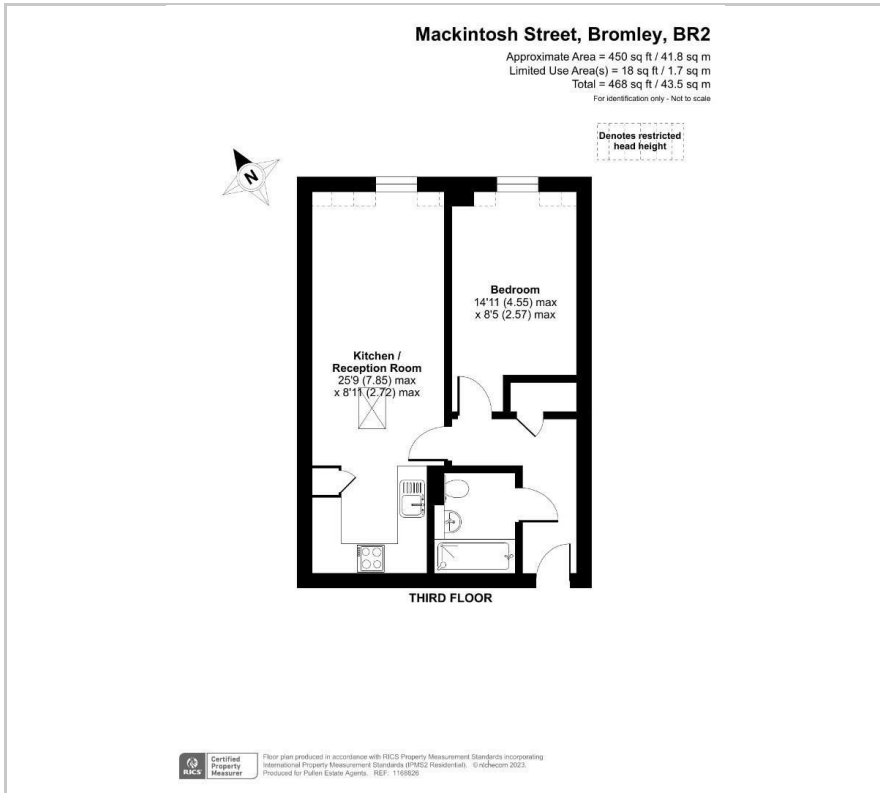 Mackintosh Street, Bromley, BR2
Approximate Area = 450 sq ft / 41.8 sq m
Limited Use Area(s) = 18 sq ft / 1.7 sq m
Total = 468 sq ft / 43.5 sq m
For identification only - Not to scale
Denotes restricted
head height
N
Bedroom
14'11 (4.55) max
x 8'5 (2.57) max
Kitchen /
Reception Room
25'9 (7.85) max
x 8'11 (2.72) max
THIRD FLOOR
RICS
Certified
Property
Measurer
Floor plan produced in accordance with RICS Property Measurement Standards incorporating
International Property Measurement Standards (IPMS2 Residential). © nichecom 2023.
Produced for Pollen Estate Agents. REF: 1168626